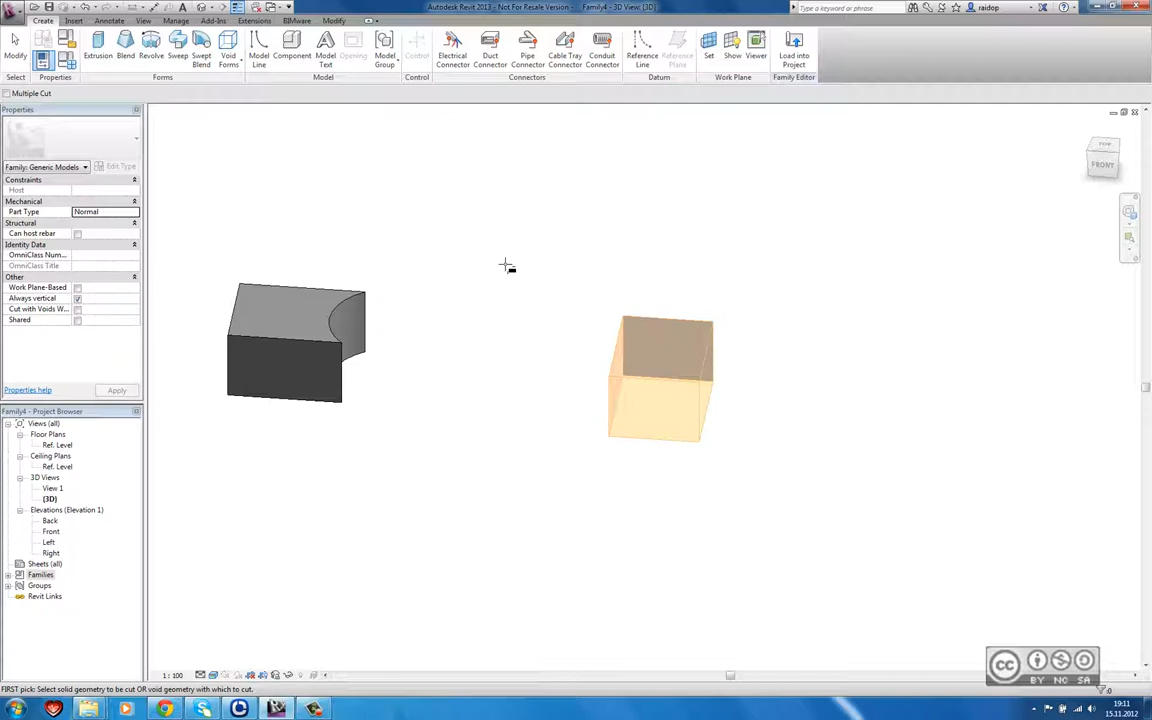 Autodesk Revit 2013 - Not For Resale Version - Family4 - 3D View: {3D}
Type a keyword or phrase
raidop
Create Insert Annotate View Manage Add-Ins Extensions BIMware Modify
Modify Extrusion Blend Revolve Sweep Swept Blend Void Forms Model Line Component Model Text Opening Model Group Control Electrical Connector Duct Connector Pipe Connector Cable Tray Connector Conduit Connector Reference Line Reference Plane Set Show Viewer Load into Project
Select Properties Forms Model Control Connectors Datum Work Plane Family Editor
Multiple Cut
Properties
TOP
FRONT
Family: Generic Models Edit Type
Constraints
Host
Mechanical
Part Type Normal
Structural
Can host rebar
Identity Data
OmniClass Num...
OmniClass Title
Other
Work Plane-Based
Always vertical
Cut with Voids W...
Shared
Properties help Apply
Family4 - Project Browser
Views (all)
Floor Plans
Ref. Level
Ceiling Plans
Ref. Level
3D Views
View 1
{3D}
Elevations (Elevation 1)
Back
Front
Left
Right
Sheets (all)
Families
Groups
Revit Links
1 : 100
cc
BY NC SA
FIRST pick: Select solid geometry to be cut OR void geometry with which to cut.
:0
19:11
15.11.2012